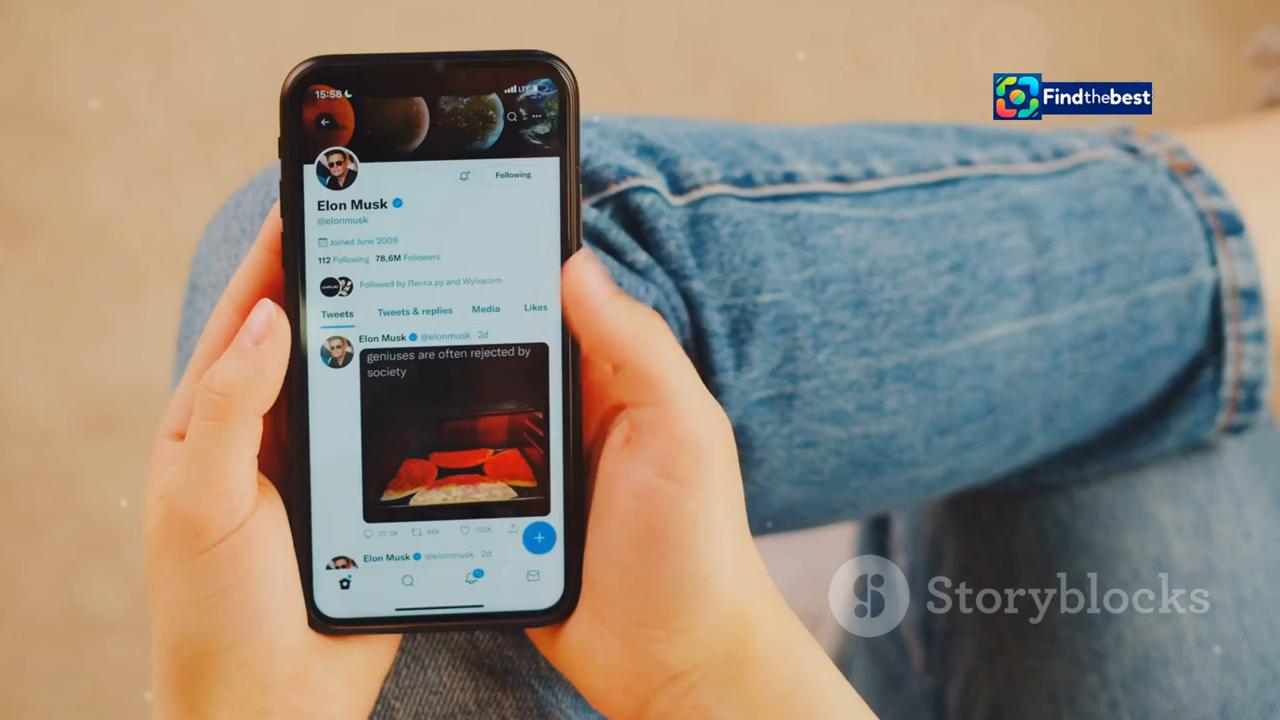 15:58
LTE
Findthebest
Following
Elon Musk
@elonmusk
Joined June 2009
112 Following 78,6M Followers
Followed by Лента.ру and Wylsacom
Tweets Tweets & replies Media Likes
Elon Musk @elonmusk · 2d
geniuses are often rejected by
society
Elon Musk @elonmusk · 2d
Storyblocks